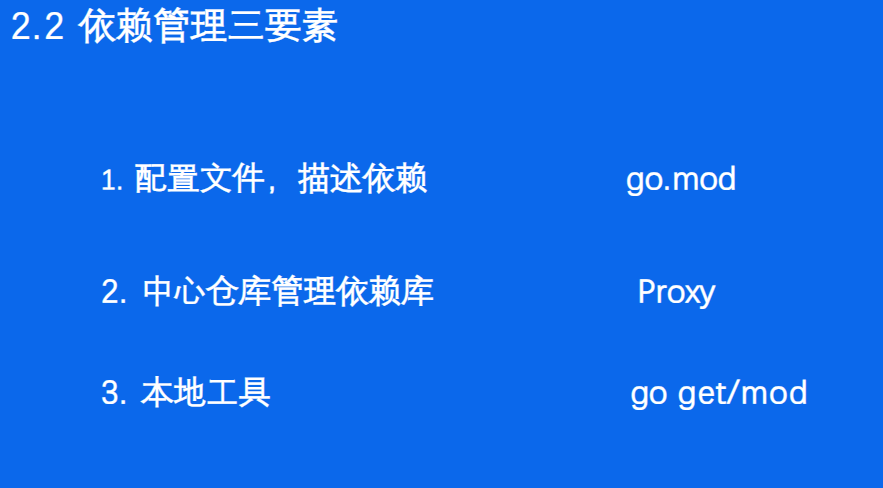 2.2 依赖管理三要素
1. 配置文件，描述依赖 go.mod
2. 中心仓库管理依赖库 Proxy
3. 本地工具 go get/mod